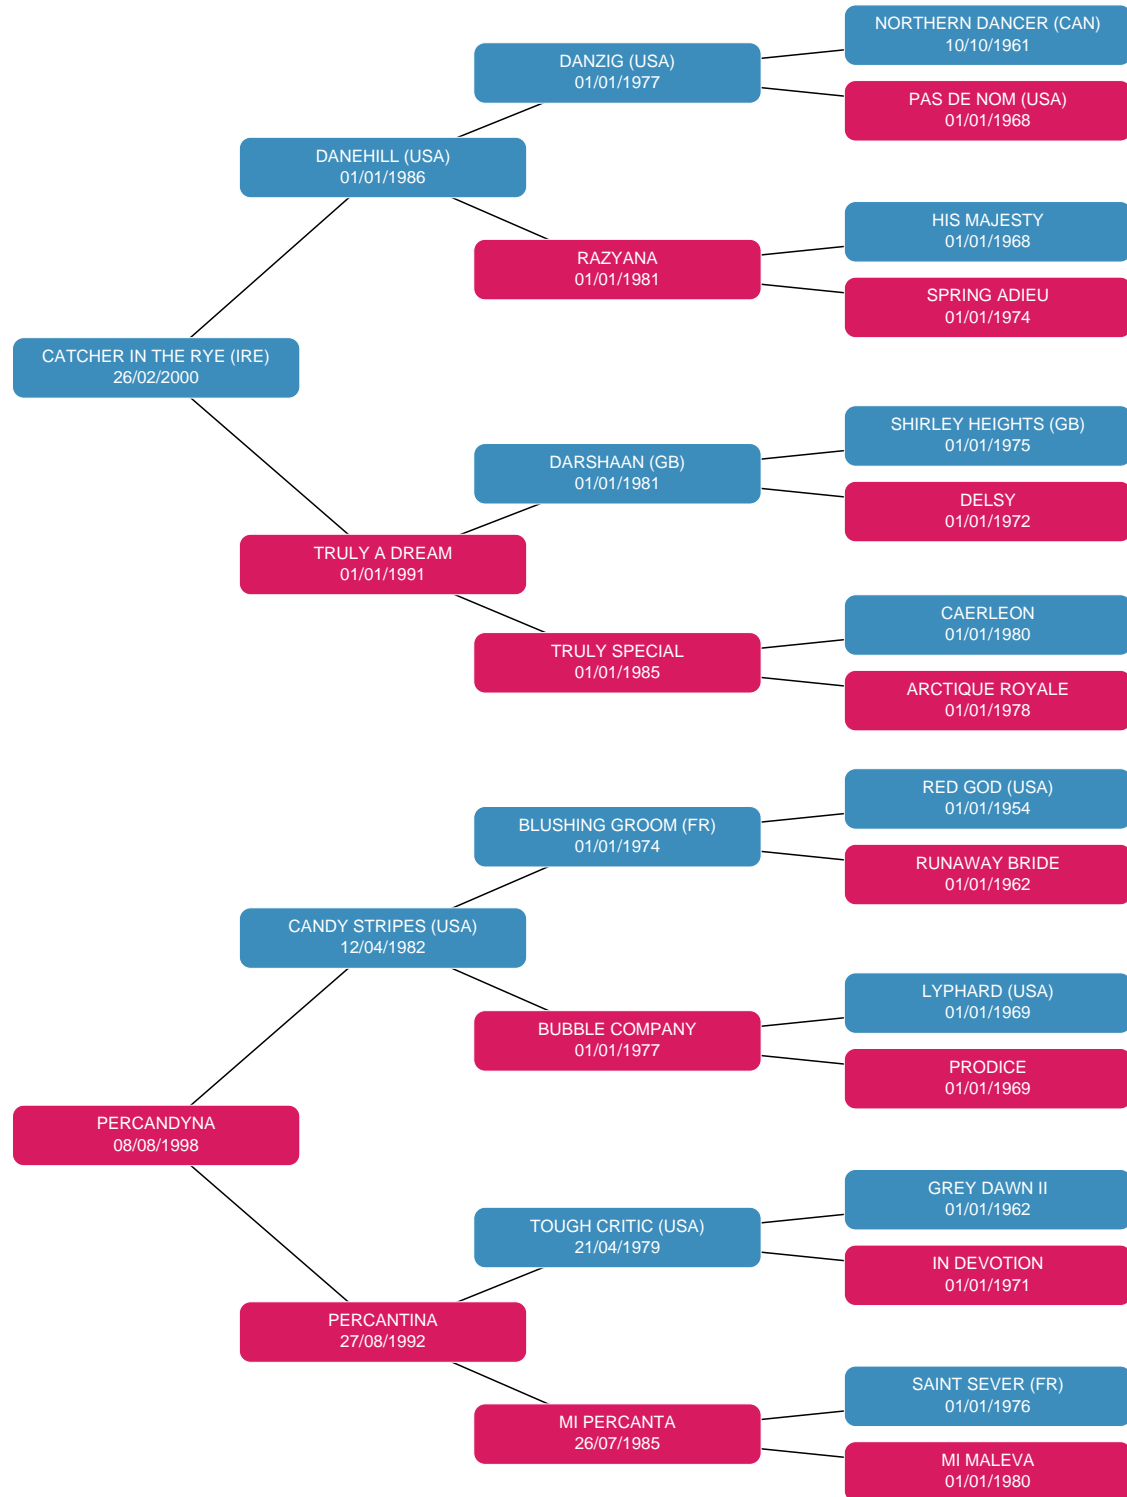 NORTHERN DANCER (CAN)
10/10/1961
DANZIG (USA)
01/01/1977
PAS DE NOM (USA)
01/01/1968
DANEHILL (USA)
01/01/1986
HIS MAJESTY
01/01/1968
RAZYANA
01/01/1981
SPRING ADIEU
01/01/1974
CATCHER IN THE RYE (IRE)
26/02/2000
SHIRLEY HEIGHTS (GB)
01/01/1975
DARSHAAN (GB)
01/01/1981
DELSY
01/01/1972
TRULY A DREAM
01/01/1991
CAERLEON
01/01/1980
TRULY SPECIAL
01/01/1985
ARCTIQUE ROYALE
01/01/1978
RED GOD (USA)
01/01/1954
BLUSHING GROOM (FR)
01/01/1974
RUNAWAY BRIDE
01/01/1962
CANDY STRIPES (USA)
12/04/1982
LYPHARD (USA)
01/01/1969
BUBBLE COMPANY
01/01/1977
PRODICE
01/01/1969
PERCANDYNA
08/08/1998
GREY DAWN II
01/01/1962
TOUGH CRITIC (USA)
21/04/1979
IN DEVOTION
01/01/1971
PERCANTINA
27/08/1992
SAINT SEVER (FR)
01/01/1976
MI PERCANTA
26/07/1985
MI MALEVA
01/01/1980